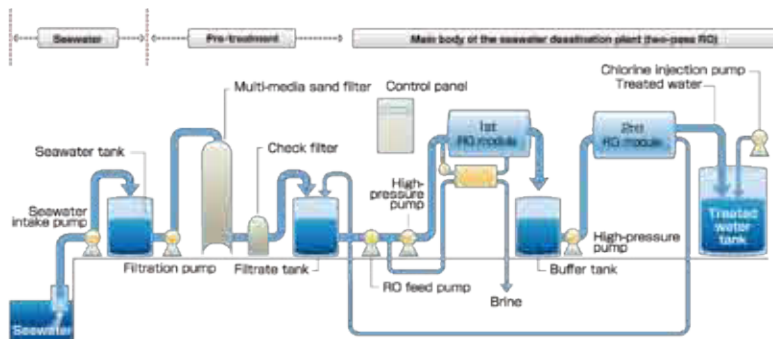 Seawater
Pre-treatment
Main body of the seawater desalination plant (two-pass RO)
Chlorine injection pump
Treated water
Multi-media sand filter
Control panel
1st
RO module
2nd
RO module
Seawater tank
Check filter
High-
pressure
pump
Seawater
intake pump
Treated
water
tank
Filtration pump
Filtrate tank
RO feed pump
High-pressure pump
Buffer tank
Brine
Seawater